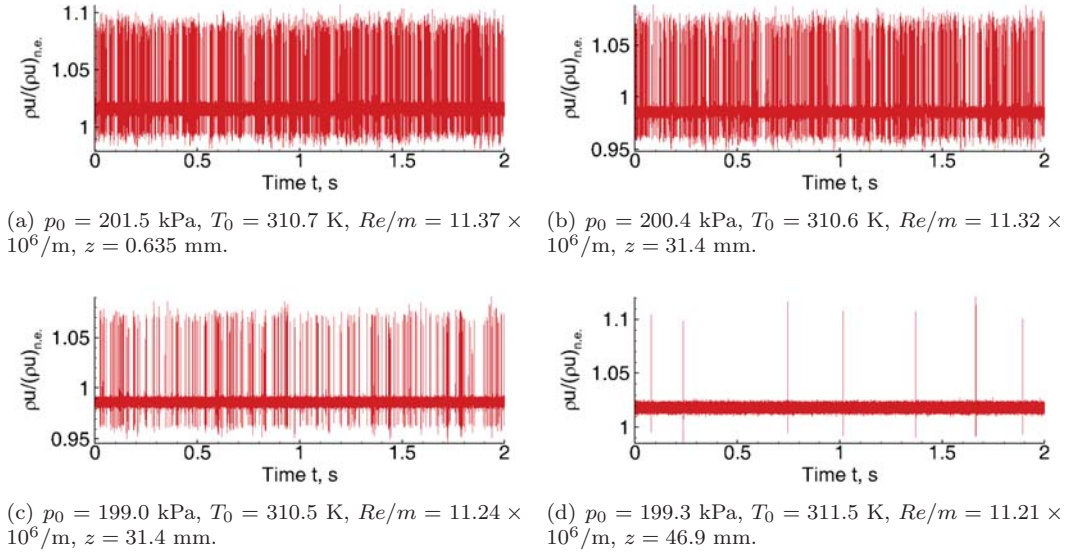 1.1
1.05
1
ρu/(ρu)n.e.
0 0.5 1 1.5 2
Time t, s
1.05
1
0.95
ρu/(ρu)n.e.
0 0.5 1 1.5 2
Time t, s
(a) p0 = 201.5 kPa, T0 = 310.7 K, Re/m = 11.37 ×
10^6/m, z = 0.635 mm.
(b) p0 = 200.4 kPa, T0 = 310.6 K, Re/m = 11.32 ×
10^6/m, z = 31.4 mm.
1.05
1
0.95
ρu/(ρu)n.e.
0 0.5 1 1.5 2
Time t, s
1.1
1.05
1
ρu/(ρu)n.e.
0 0.5 1 1.5 2
Time t, s
(c) p0 = 199.0 kPa, T0 = 310.5 K, Re/m = 11.24 ×
10^6/m, z = 31.4 mm.
(d) p0 = 199.3 kPa, T0 = 311.5 K, Re/m = 11.21 ×
10^6/m, z = 46.9 mm.